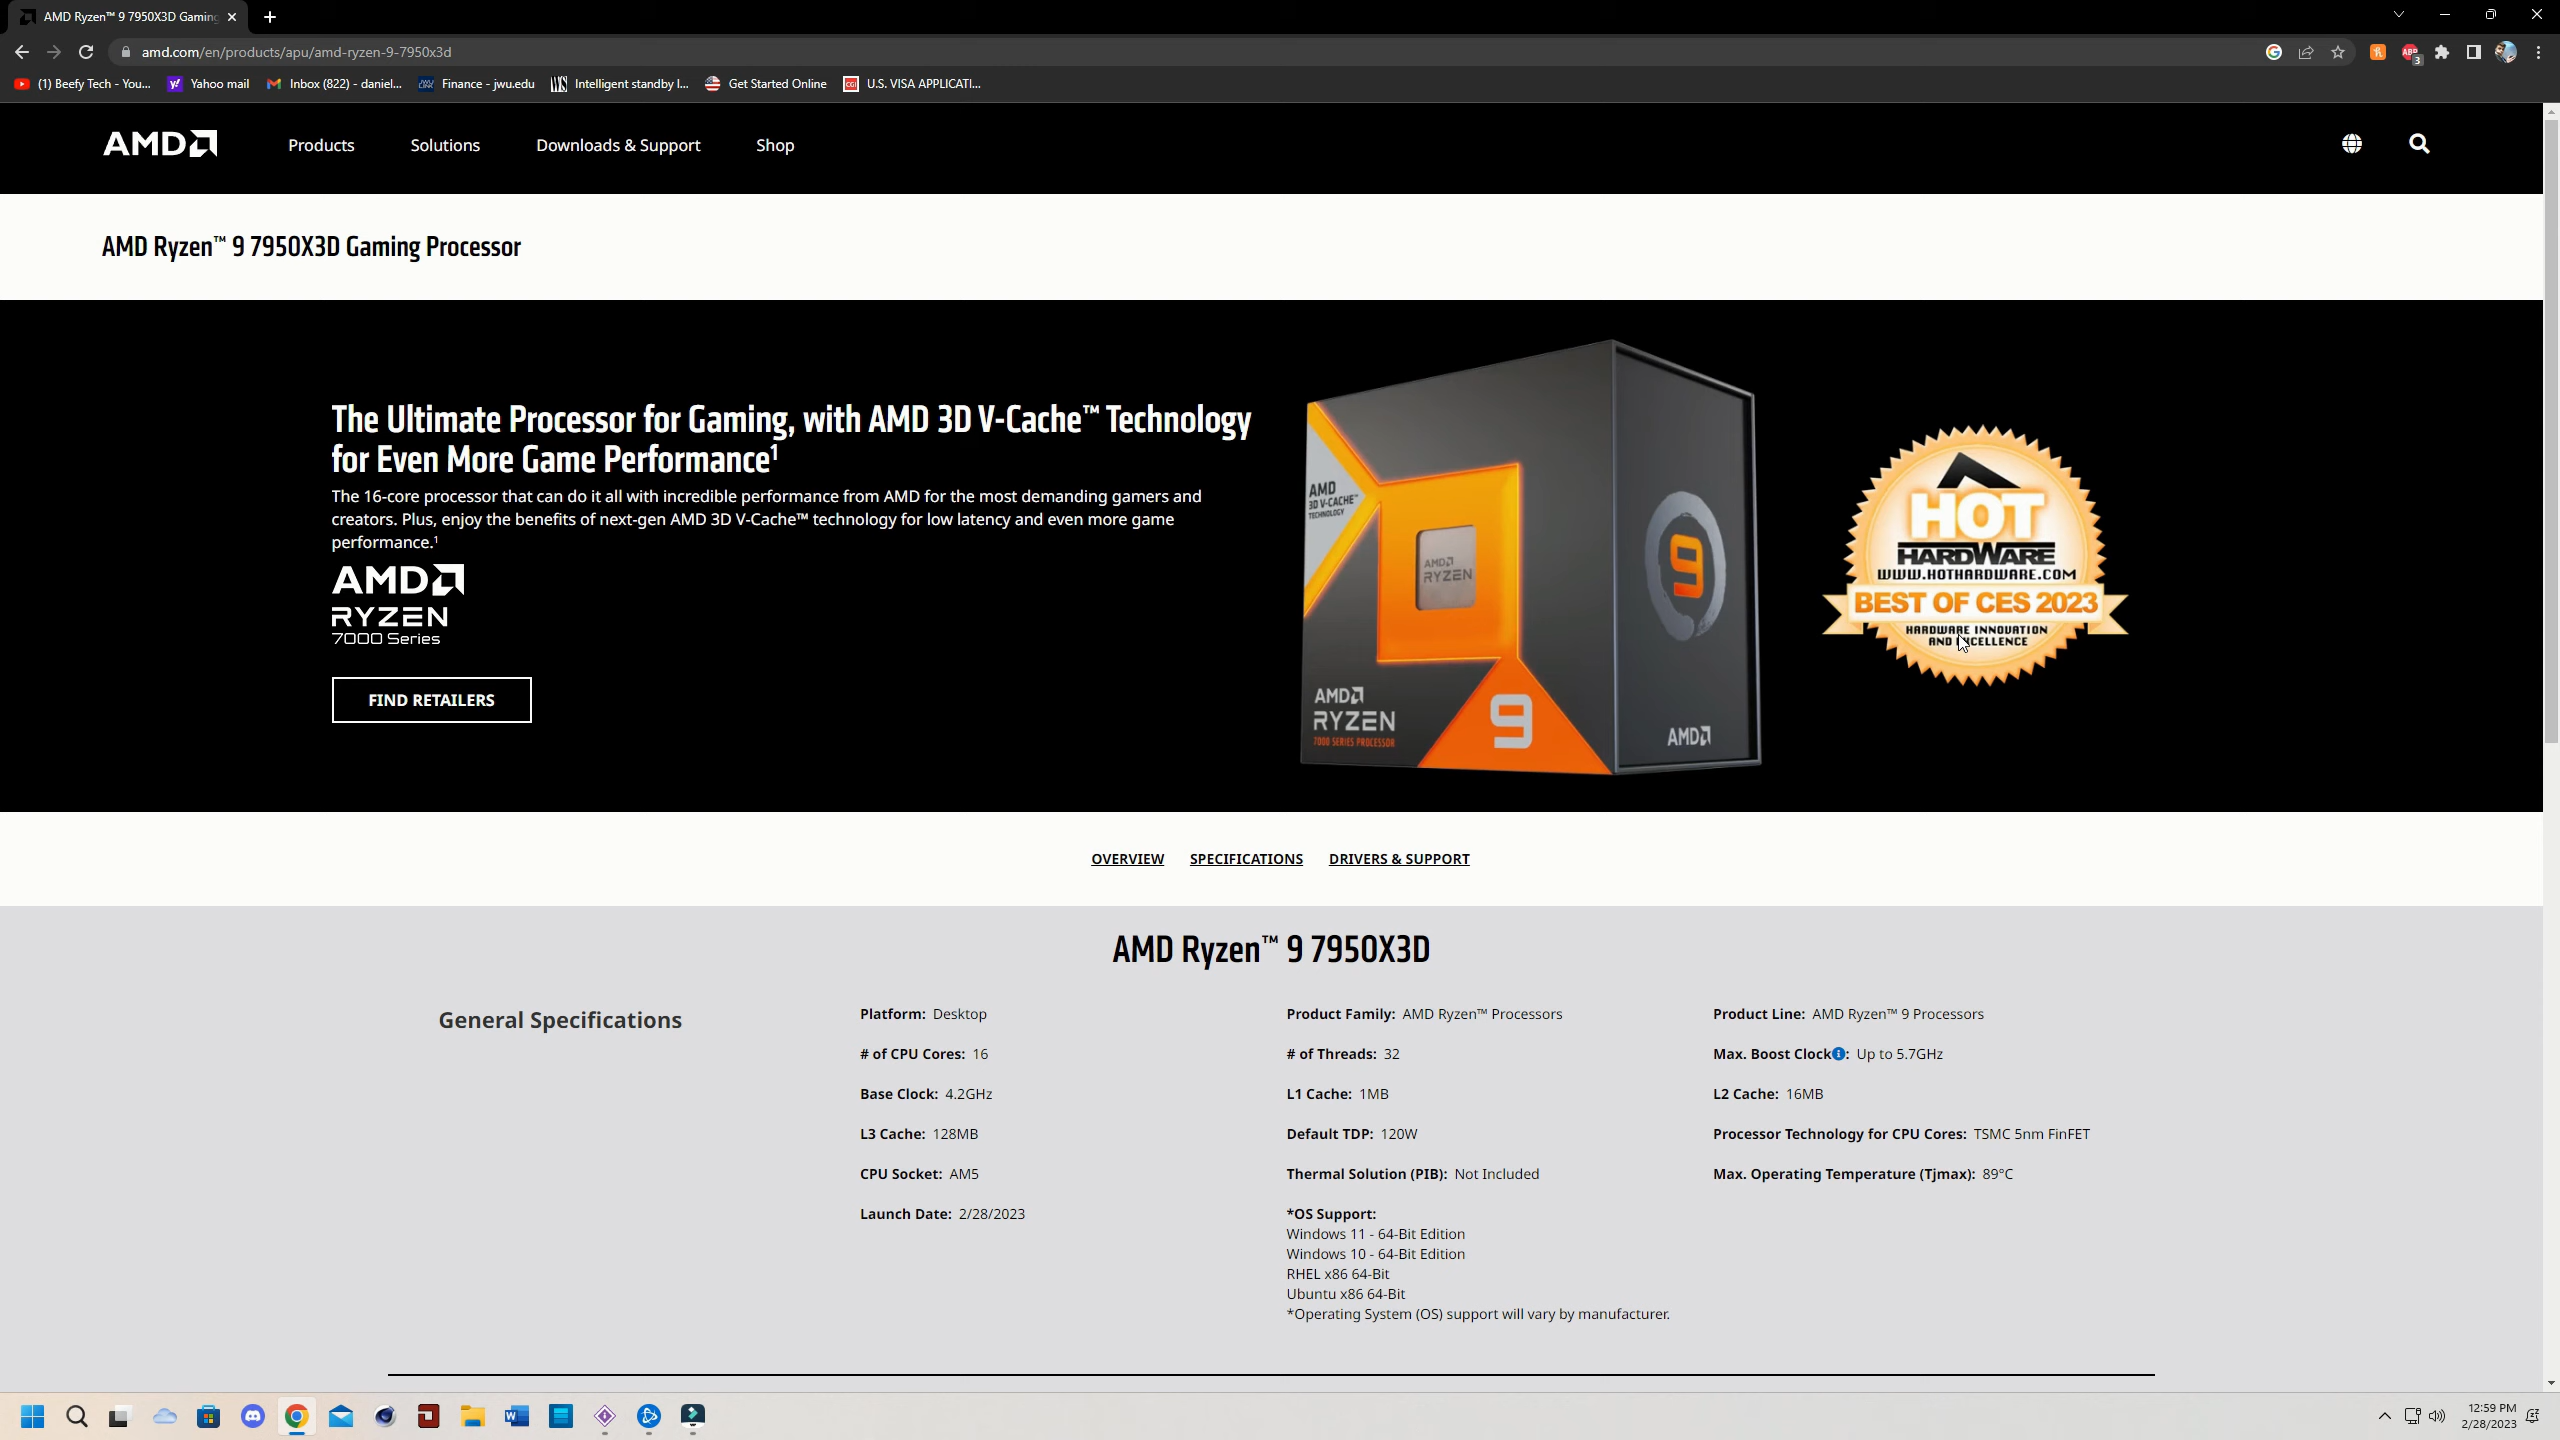 AMD Ryzen™ 9 7950X3D Gaming
amd.com/en/products/apu/amd-ryzen-9-7950x3d
ABP
3
(1) Beefy Tech - You...
Yahoo mail
Inbox (822) - daniel...
Finance - jwu.edu
Intelligent standby l...
Get Started Online
CGI
U.S. VISA APPLICATI...
AMD
Products
Solutions
Downloads & Support
Shop
AMD Ryzen™ 9 7950X3D Gaming Processor
The Ultimate Processor for Gaming, with AMD 3D V-Cache™ Technology
for Even More Game Performance¹
The 16-core processor that can do it all with incredible performance from AMD for the most demanding gamers and
creators. Plus, enjoy the benefits of next-gen AMD 3D V-Cache™ technology for low latency and even more game
performance.¹
AMD
RYZEN
7000 Series
FIND RETAILERS
AMD
3D V-CACHE™
TECHNOLOGY
AMD
RYZEN
9
AMD
RYZEN
7000 SERIES PROCESSOR
9
AMD
HOT
HARDWARE
WWW.HOTHARDWARE.COM
BEST OF CES 2023
HARDWARE INNOVATION
AND EXCELLENCE
OVERVIEW
SPECIFICATIONS
DRIVERS & SUPPORT
AMD Ryzen™ 9 7950X3D
General Specifications
Platform: Desktop
Product Family: AMD Ryzen™ Processors
Product Line: AMD Ryzen™ 9 Processors
# of CPU Cores: 16
# of Threads: 32
Max. Boost Clock: Up to 5.7GHz
Base Clock: 4.2GHz
L1 Cache: 1MB
L2 Cache: 16MB
L3 Cache: 128MB
Default TDP: 120W
Processor Technology for CPU Cores: TSMC 5nm FinFET
CPU Socket: AM5
Thermal Solution (PIB): Not Included
Max. Operating Temperature (Tjmax): 89°C
Launch Date: 2/28/2023
*OS Support:
Windows 11 - 64-Bit Edition
Windows 10 - 64-Bit Edition
RHEL x86 64-Bit
Ubuntu x86 64-Bit
*Operating System (OS) support will vary by manufacturer.
12:59 PM
2/28/2023